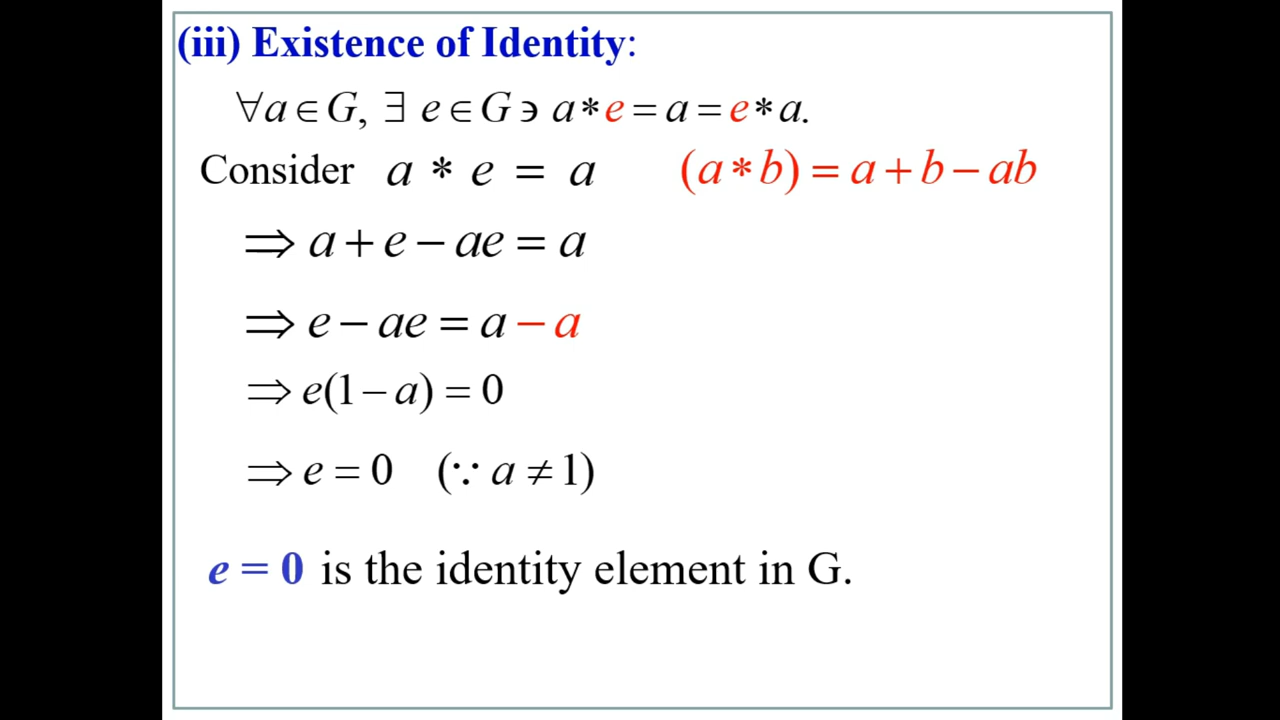 (iii) Existence of Identity:
∀a ∈ G, ∃ e ∈ G ∍ a * e = a = e * a.
Consider a * e = a (a * b) = a + b − ab
⇒ a + e − ae = a
⇒ e − ae = a − a
⇒ e(1 − a) = 0
⇒ e = 0 (∵ a ≠ 1)
e = 0 is the identity element in G.